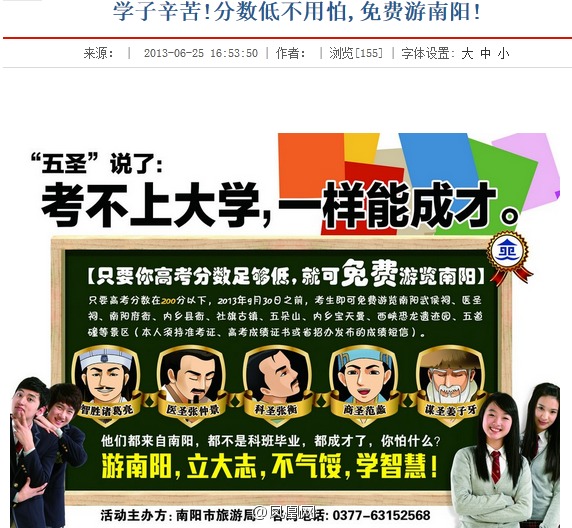 学子辛苦!分数低不用怕,免费游南阳!
来源： | 2013-06-25 16:53:50 | 作者： | 浏览[155] | 字体设置: 大 中 小
“五圣”说了:
考不上大学,一样能成才。
【只要你高考分数足够低,就可免费游览南阳】
只要高考分数在200分以下，2013年9月30日之前，考生即可免费游览南阳武侯祠、医圣
祠、南阳府衙、内乡县衙、社旗古镇、五朵山、内乡宝天曼、西峡恐龙遗迹园、五道
幢等景区（本人须持准考证、高考成绩证书或省招办发布的成绩短信）。
智胜诸葛亮
医圣张仲景
科圣张衡
商圣范蠡
谋圣姜子牙
他们都来自南阳，都不是科班毕业，都成才了，你怕什么?
游南阳，立大志，不气馁，学智慧！
活动主办方: 南阳市旅游局 咨询电话: 0377-63152568
@凤凰网